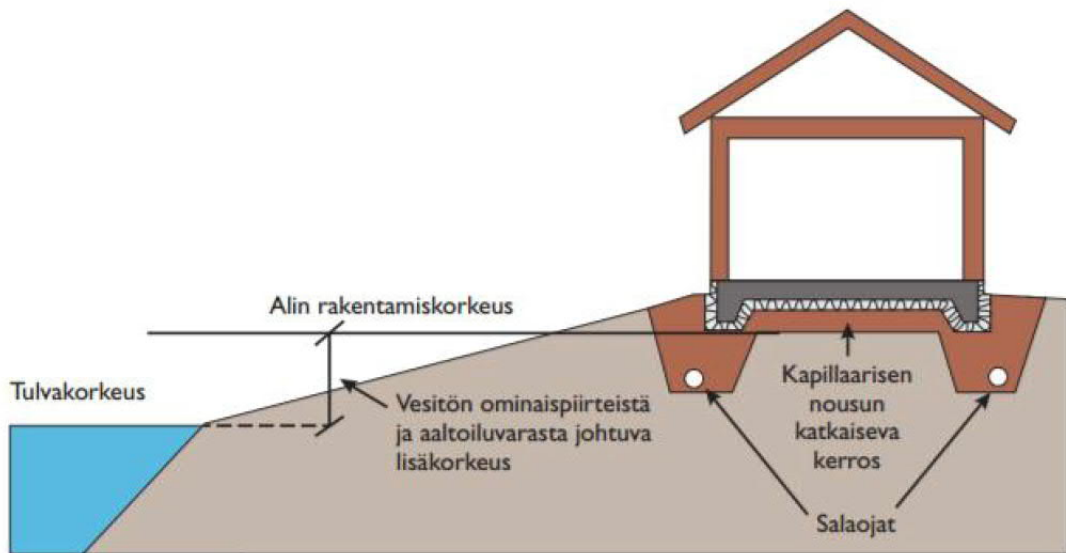 Alin rakentamiskorkeus
Tulvakorkeus
Vesitön ominaispiirteistä
ja aaltoiluvarasta johtuva
lisäkorkeus
Kapillaarisen
nousun
katkaiseva
kerros
Salaojat